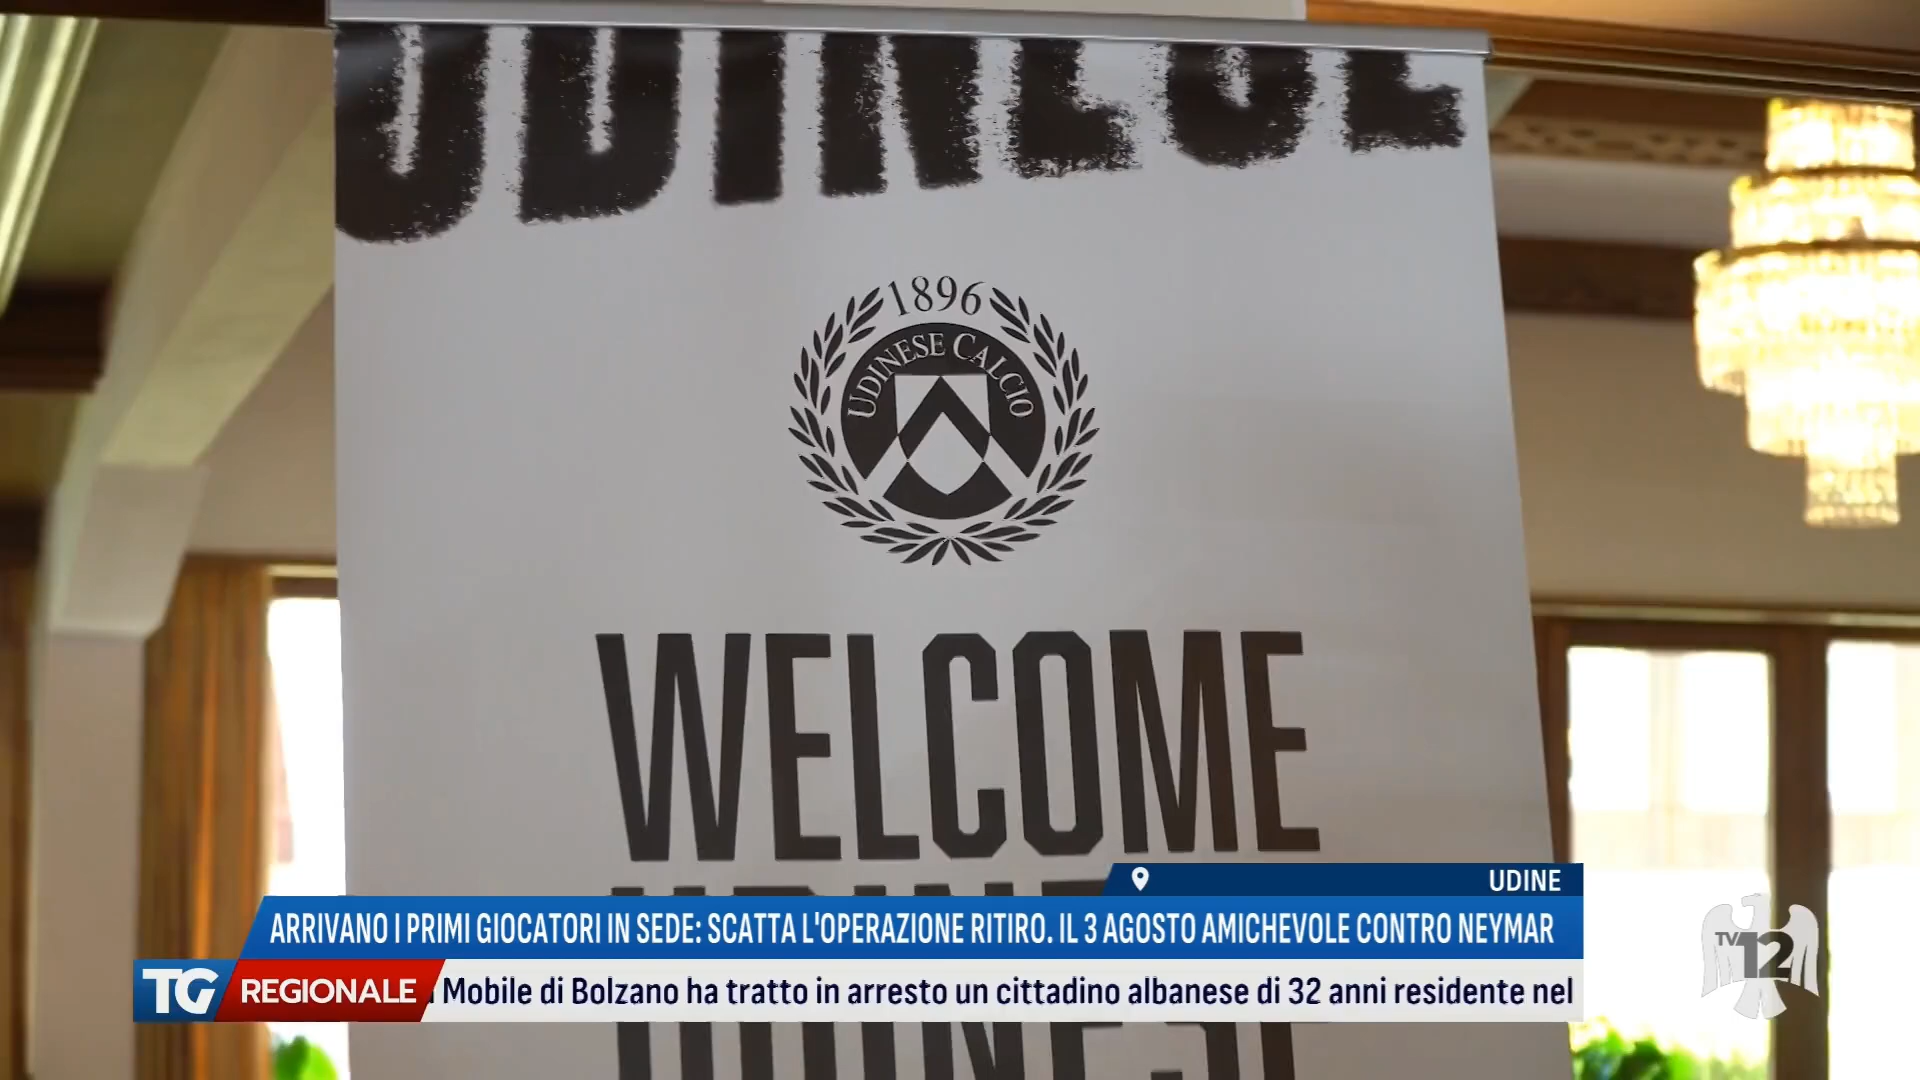 UDINESE
1896
UDINESE CALCIO
WELCOME
UDINE
ARRIVANO I PRIMI GIOCATORI IN SEDE: SCATTA L'OPERAZIONE RITIRO. IL 3 AGOSTO AMICHEVOLE CONTRO NEYMAR
TG REGIONALE
Mobile di Bolzano ha tratto in arresto un cittadino albanese di 32 anni residente nel
TV12